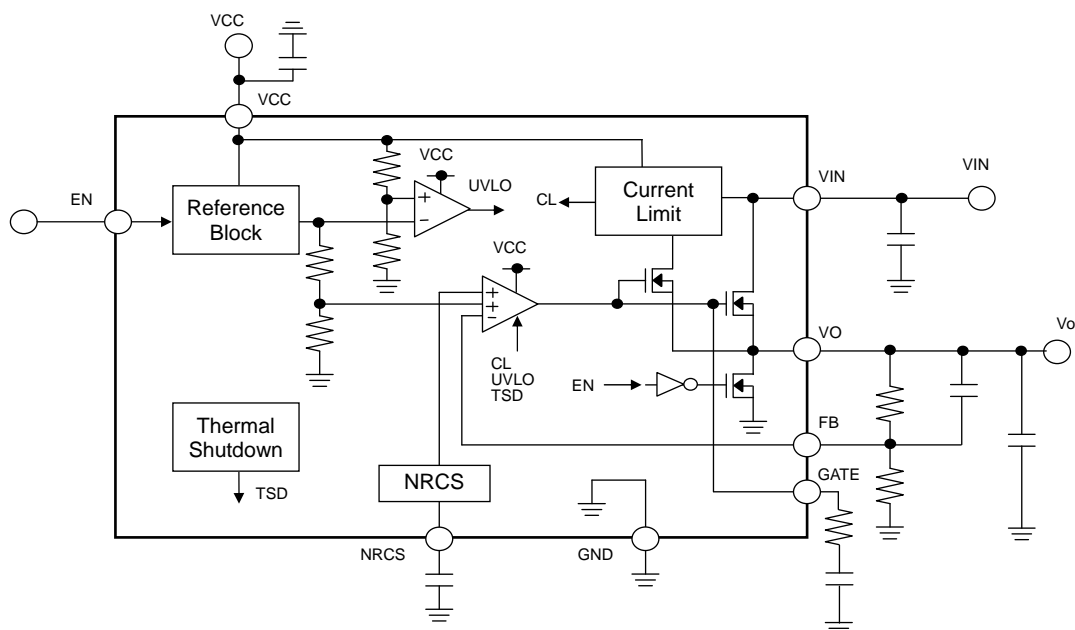 VCC
VCC
VCC
UVLO
EN
Reference
Block
CL
Current
Limit
VIN
VIN
VCC
CL
UVLO
TSD
EN
VO
Vo
FB
GATE
Thermal
Shutdown
TSD
NRCS
NRCS
GND